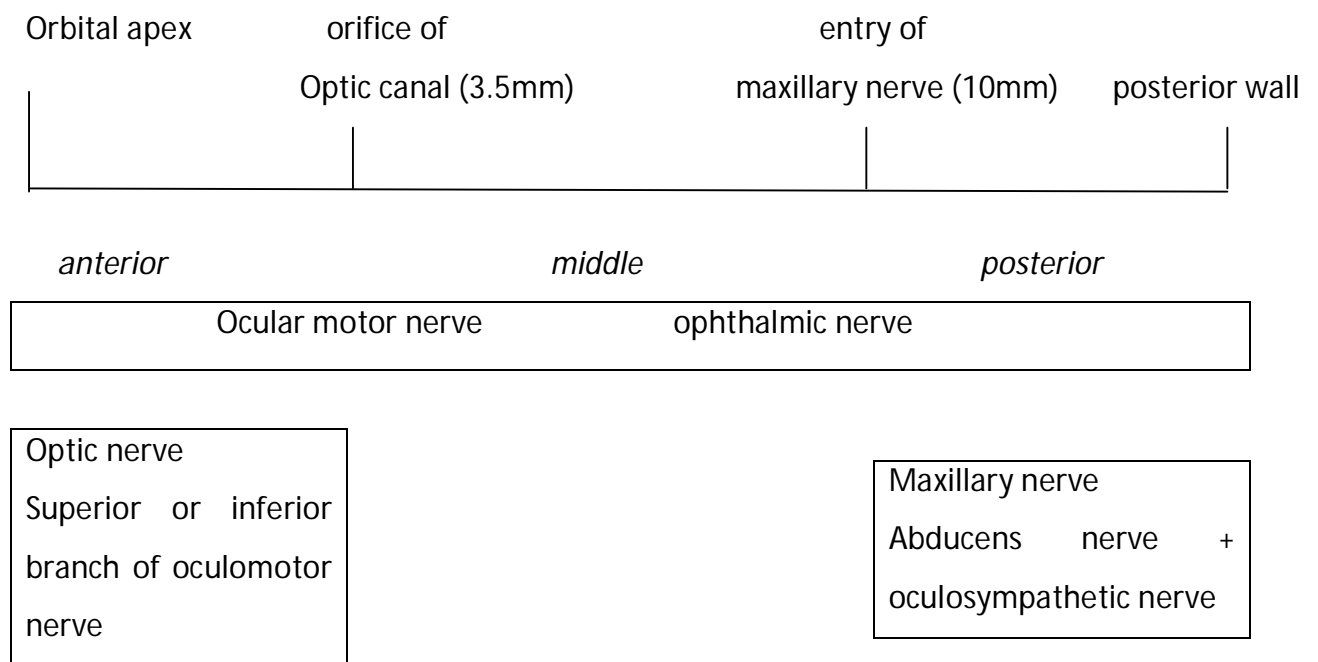 Orbital apex orifice of entry of
Optic canal (3.5mm) maxillary nerve (10mm) posterior wall
anterior middle posterior
Ocular motor nerve ophthalmic nerve
Optic nerve
Superior or inferior
branch of oculomotor
nerve
Maxillary nerve
Abducens nerve +
oculosympathetic nerve